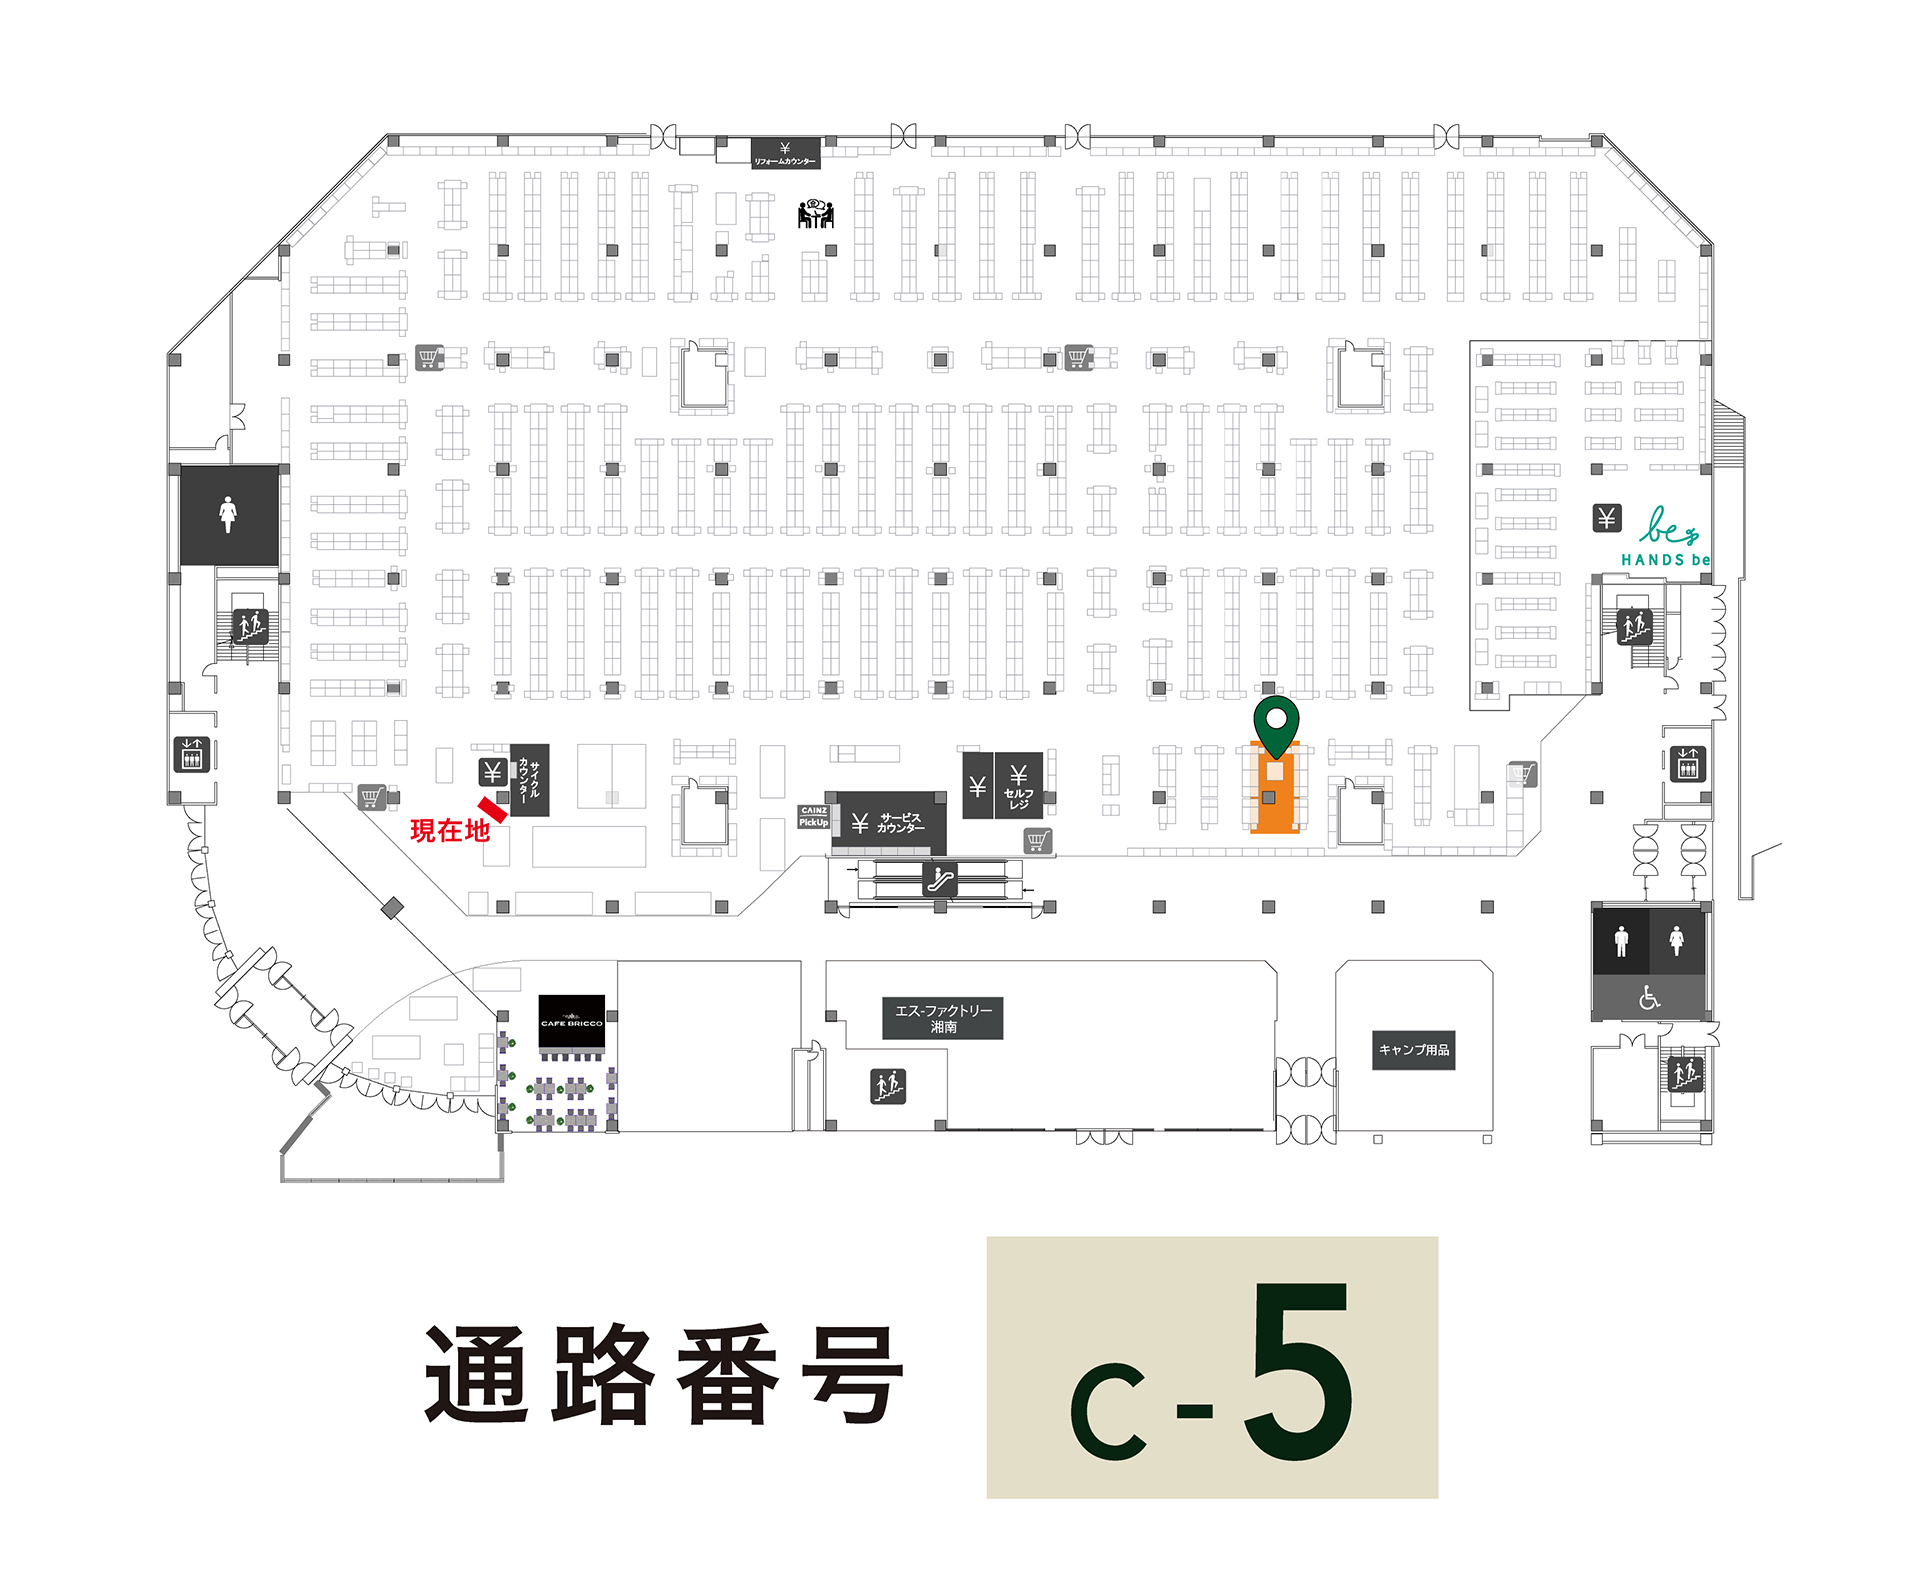 ¥
リフォームカウンター
¥
be
HANDS be
¥
サイクル
カウンター
現在地
CAINZ
PickUp
¥ サービス
カウンター
¥
¥
セルフ
レジ
CAFE BRICCO
エス-ファクトリー
湘南
キャンプ用品
通路番号
C-5